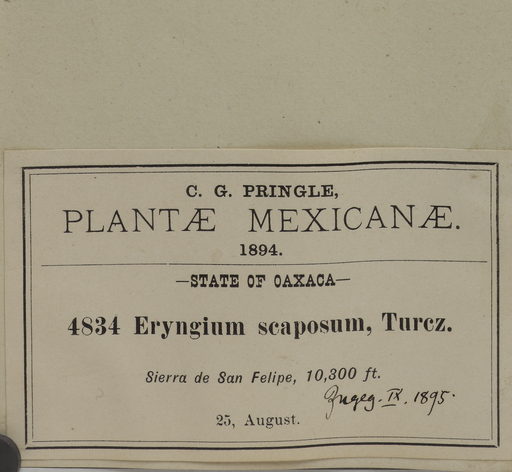 C. G. PRINGLE,
PLANTÆ MEXICANÆ.
1894.
—STATE OF OAXACA—
4834 Eryngium scaposum, Turcz.
Sierra de San Felipe, 10,300 ft.
Zugeg. IX. 1895.
25, August.